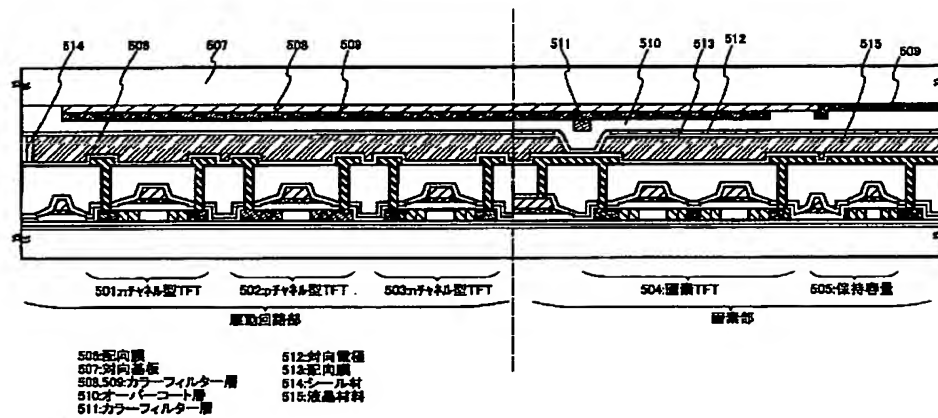 514 506 507 508 509 511 510 513 512 515 509
501:nチャネル型TFT 502:pチャネル型TFT 503:nチャネル型TFT 504:画素TFT 505:保持容量
駆動回路部 画素部
506:配向膜
507:対向基板
508,509:カラーフィルター層
510:オーバーコート層
511:カラーフィルター層
512:対向電極
513:配向膜
514:シール材
515:液晶材料